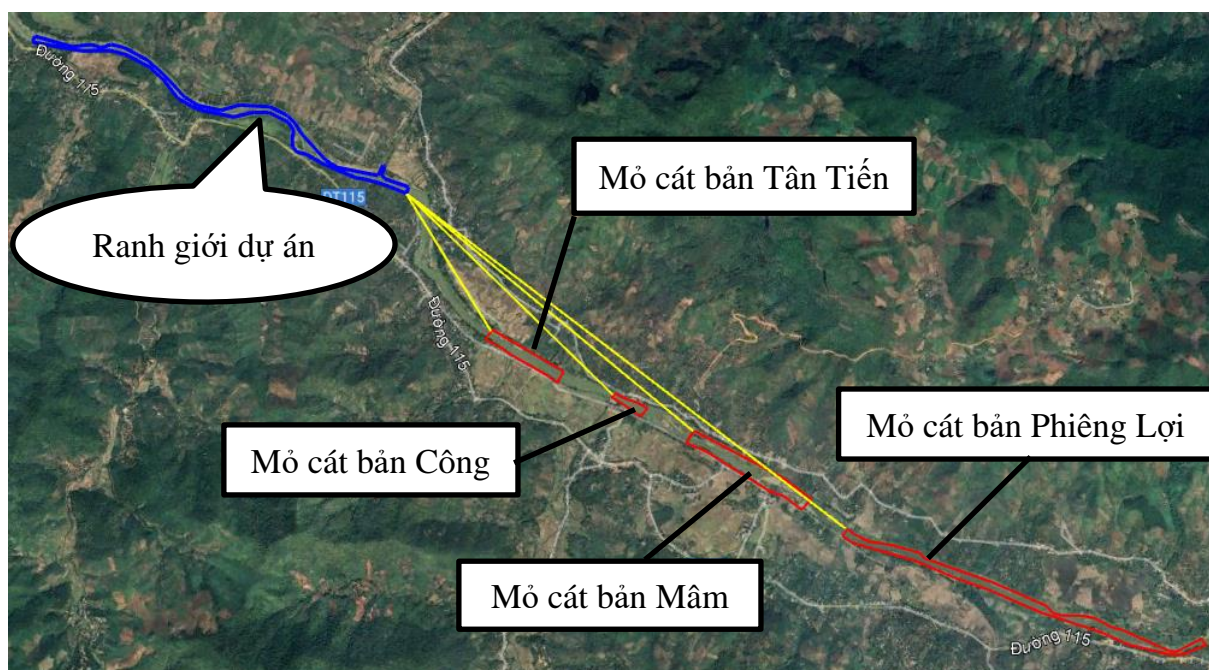 Đường 115
Mỏ cát bản Tân Tiến
ĐT115
Ranh giới dự án
Đường 115
Mỏ cát bản Phiêng Lợi
Mỏ cát bản Công
Mỏ cát bản Mâm
Đường 115